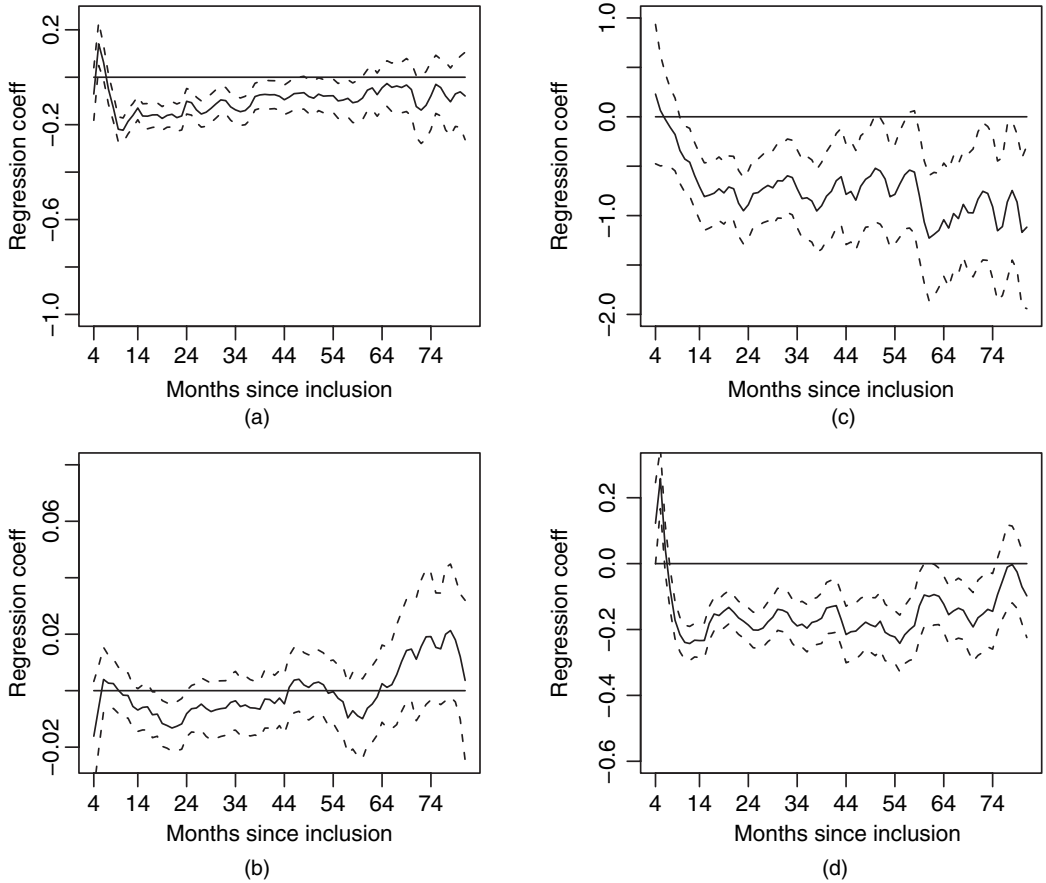 Regression coeff
0.2
−0.2
−0.6
−1.0
4 14 24 34 44 54 64 74
Months since inclusion
(a)
Regression coeff
1.0
0.0
−1.0
−2.0
4 14 24 34 44 54 64 74
Months since inclusion
(c)
Regression coeff
0.06
0.02
−0.02
4 14 24 34 44 54 64 74
Months since inclusion
(b)
Regression coeff
0.2
0.0
−0.2
−0.4
−0.6
4 14 24 34 44 54 64 74
Months since inclusion
(d)